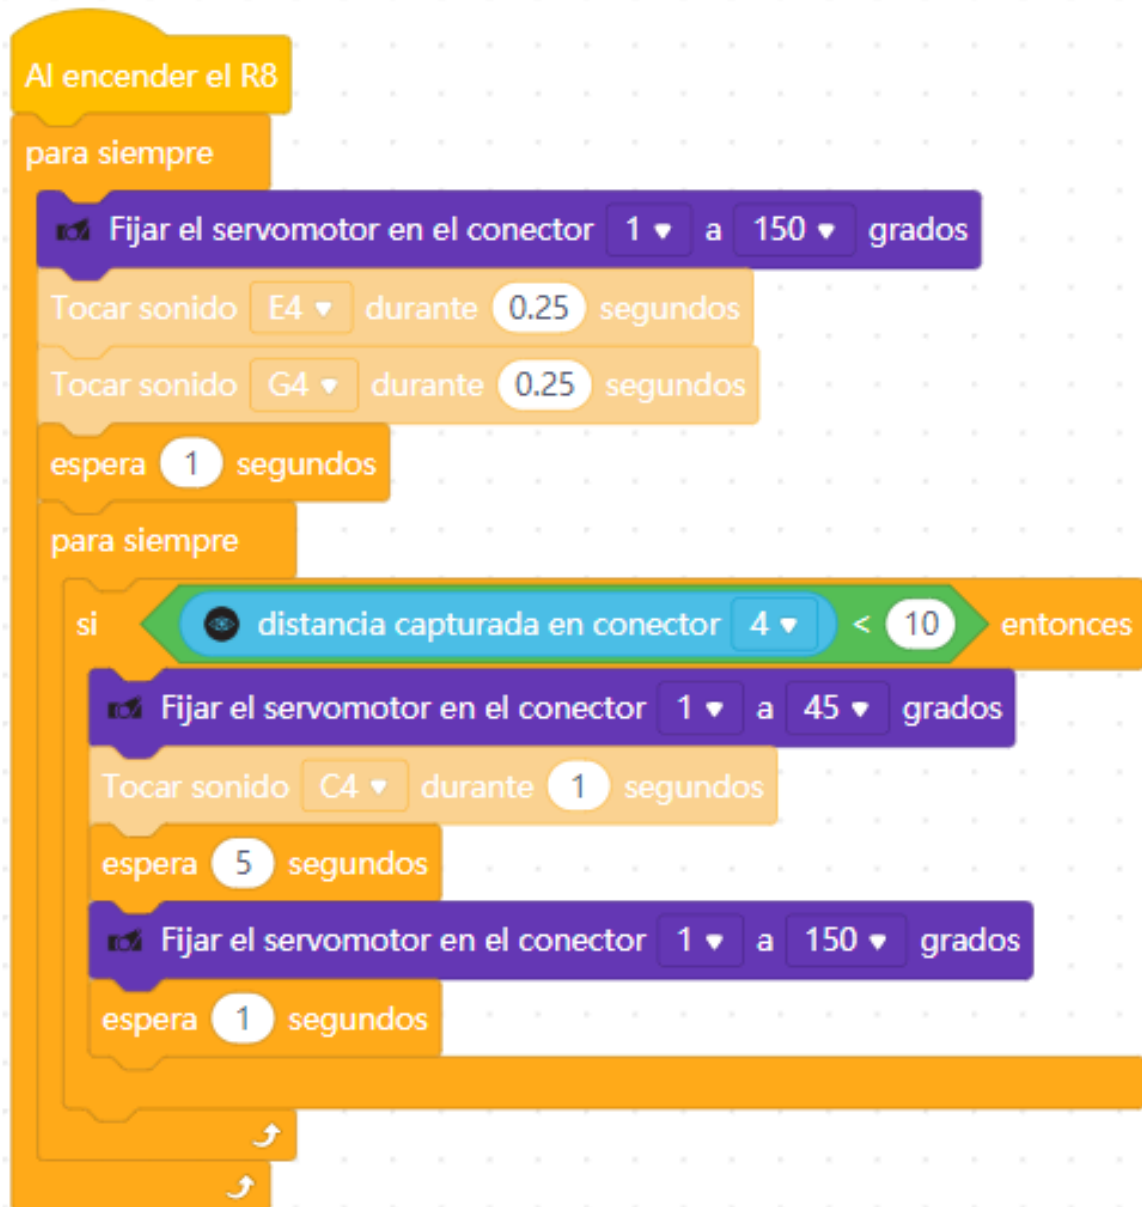 Al encender el R8
para siempre
Fijar el servomotor en el conector 1 a 150 grados
Tocar sonido E4 durante 0.25 segundos
Tocar sonido G4 durante 0.25 segundos
espera 1 segundos
para siempre
si distancia capturada en conector 4 < 10 entonces
Fijar el servomotor en el conector 1 a 45 grados
Tocar sonido C4 durante 1 segundos
espera 5 segundos
Fijar el servomotor en el conector 1 a 150 grados
espera 1 segundos